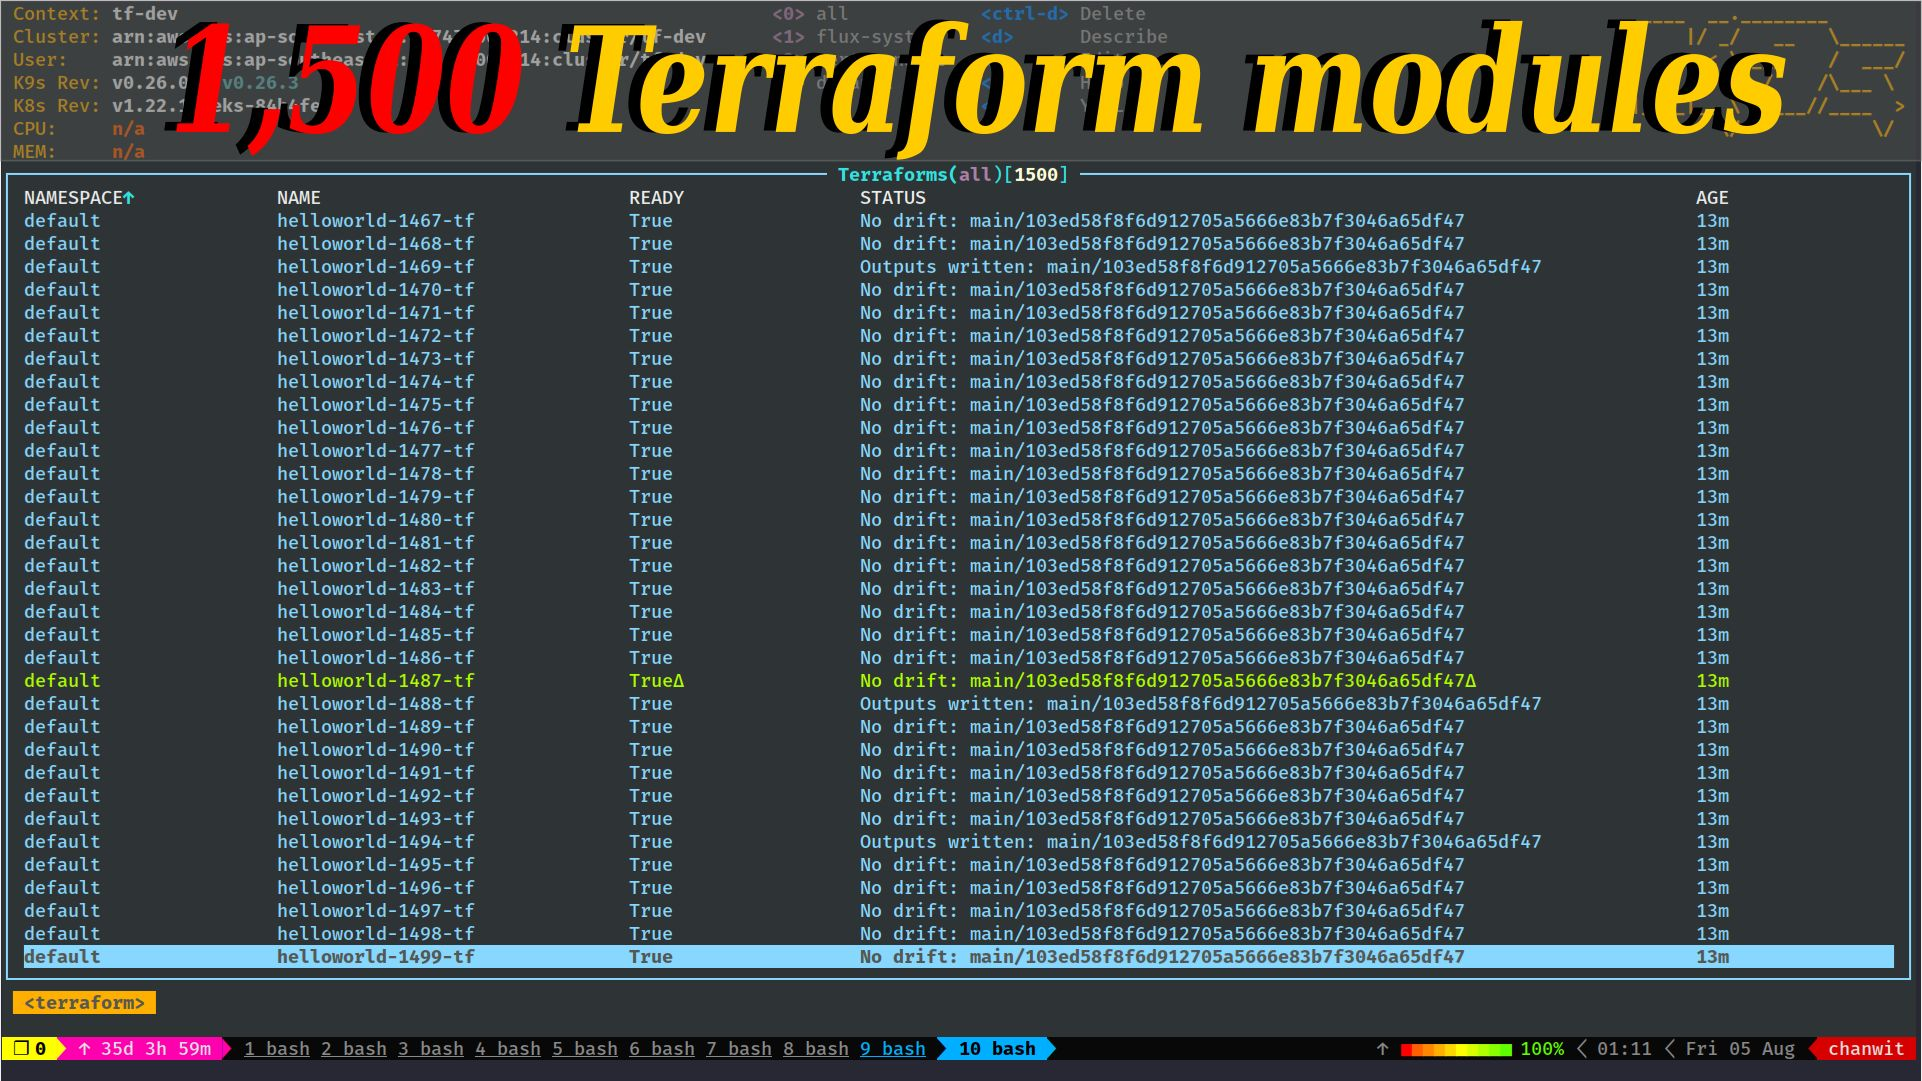 1,500 Terraform modules
Context: tf-dev <0> all <ctrl-d> Delete
Cluster: <1> flux-syst <d> Describe
User:
K9s Rev: v0.26.0 v0.26.3
K8s Rev:
CPU: n/a
MEM: n/a
Terraforms(all)[1500]
NAMESPACE↑ NAME READY STATUS AGE
default helloworld-1467-tf True No drift: main/103ed58f8f6d912705a5666e83b7f3046a65df47 13m
default helloworld-1468-tf True No drift: main/103ed58f8f6d912705a5666e83b7f3046a65df47 13m
default helloworld-1469-tf True Outputs written: main/103ed58f8f6d912705a5666e83b7f3046a65df47 13m
default helloworld-1470-tf True No drift: main/103ed58f8f6d912705a5666e83b7f3046a65df47 13m
default helloworld-1471-tf True No drift: main/103ed58f8f6d912705a5666e83b7f3046a65df47 13m
default helloworld-1472-tf True No drift: main/103ed58f8f6d912705a5666e83b7f3046a65df47 13m
default helloworld-1473-tf True No drift: main/103ed58f8f6d912705a5666e83b7f3046a65df47 13m
default helloworld-1474-tf True No drift: main/103ed58f8f6d912705a5666e83b7f3046a65df47 13m
default helloworld-1475-tf True No drift: main/103ed58f8f6d912705a5666e83b7f3046a65df47 13m
default helloworld-1476-tf True No drift: main/103ed58f8f6d912705a5666e83b7f3046a65df47 13m
default helloworld-1477-tf True No drift: main/103ed58f8f6d912705a5666e83b7f3046a65df47 13m
default helloworld-1478-tf True No drift: main/103ed58f8f6d912705a5666e83b7f3046a65df47 13m
default helloworld-1479-tf True No drift: main/103ed58f8f6d912705a5666e83b7f3046a65df47 13m
default helloworld-1480-tf True No drift: main/103ed58f8f6d912705a5666e83b7f3046a65df47 13m
default helloworld-1481-tf True No drift: main/103ed58f8f6d912705a5666e83b7f3046a65df47 13m
default helloworld-1482-tf True No drift: main/103ed58f8f6d912705a5666e83b7f3046a65df47 13m
default helloworld-1483-tf True No drift: main/103ed58f8f6d912705a5666e83b7f3046a65df47 13m
default helloworld-1484-tf True No drift: main/103ed58f8f6d912705a5666e83b7f3046a65df47 13m
default helloworld-1485-tf True No drift: main/103ed58f8f6d912705a5666e83b7f3046a65df47 13m
default helloworld-1486-tf True No drift: main/103ed58f8f6d912705a5666e83b7f3046a65df47 13m
default helloworld-1487-tf TrueΔ No drift: main/103ed58f8f6d912705a5666e83b7f3046a65df47Δ 13m
default helloworld-1488-tf True Outputs written: main/103ed58f8f6d912705a5666e83b7f3046a65df47 13m
default helloworld-1489-tf True No drift: main/103ed58f8f6d912705a5666e83b7f3046a65df47 13m
default helloworld-1490-tf True No drift: main/103ed58f8f6d912705a5666e83b7f3046a65df47 13m
default helloworld-1491-tf True No drift: main/103ed58f8f6d912705a5666e83b7f3046a65df47 13m
default helloworld-1492-tf True No drift: main/103ed58f8f6d912705a5666e83b7f3046a65df47 13m
default helloworld-1493-tf True No drift: main/103ed58f8f6d912705a5666e83b7f3046a65df47 13m
default helloworld-1494-tf True Outputs written: main/103ed58f8f6d912705a5666e83b7f3046a65df47 13m
default helloworld-1495-tf True No drift: main/103ed58f8f6d912705a5666e83b7f3046a65df47 13m
default helloworld-1496-tf True No drift: main/103ed58f8f6d912705a5666e83b7f3046a65df47 13m
default helloworld-1497-tf True No drift: main/103ed58f8f6d912705a5666e83b7f3046a65df47 13m
default helloworld-1498-tf True No drift: main/103ed58f8f6d912705a5666e83b7f3046a65df47 13m
default helloworld-1499-tf True No drift: main/103ed58f8f6d912705a5666e83b7f3046a65df47 13m
<terraform>
❐ 0 ↑ 35d 3h 59m 1 bash 2 bash 3 bash 4 bash 5 bash 6 bash 7 bash 8 bash 9 bash 10 bash ↑ 100% 01:11 Fri 05 Aug chanwit